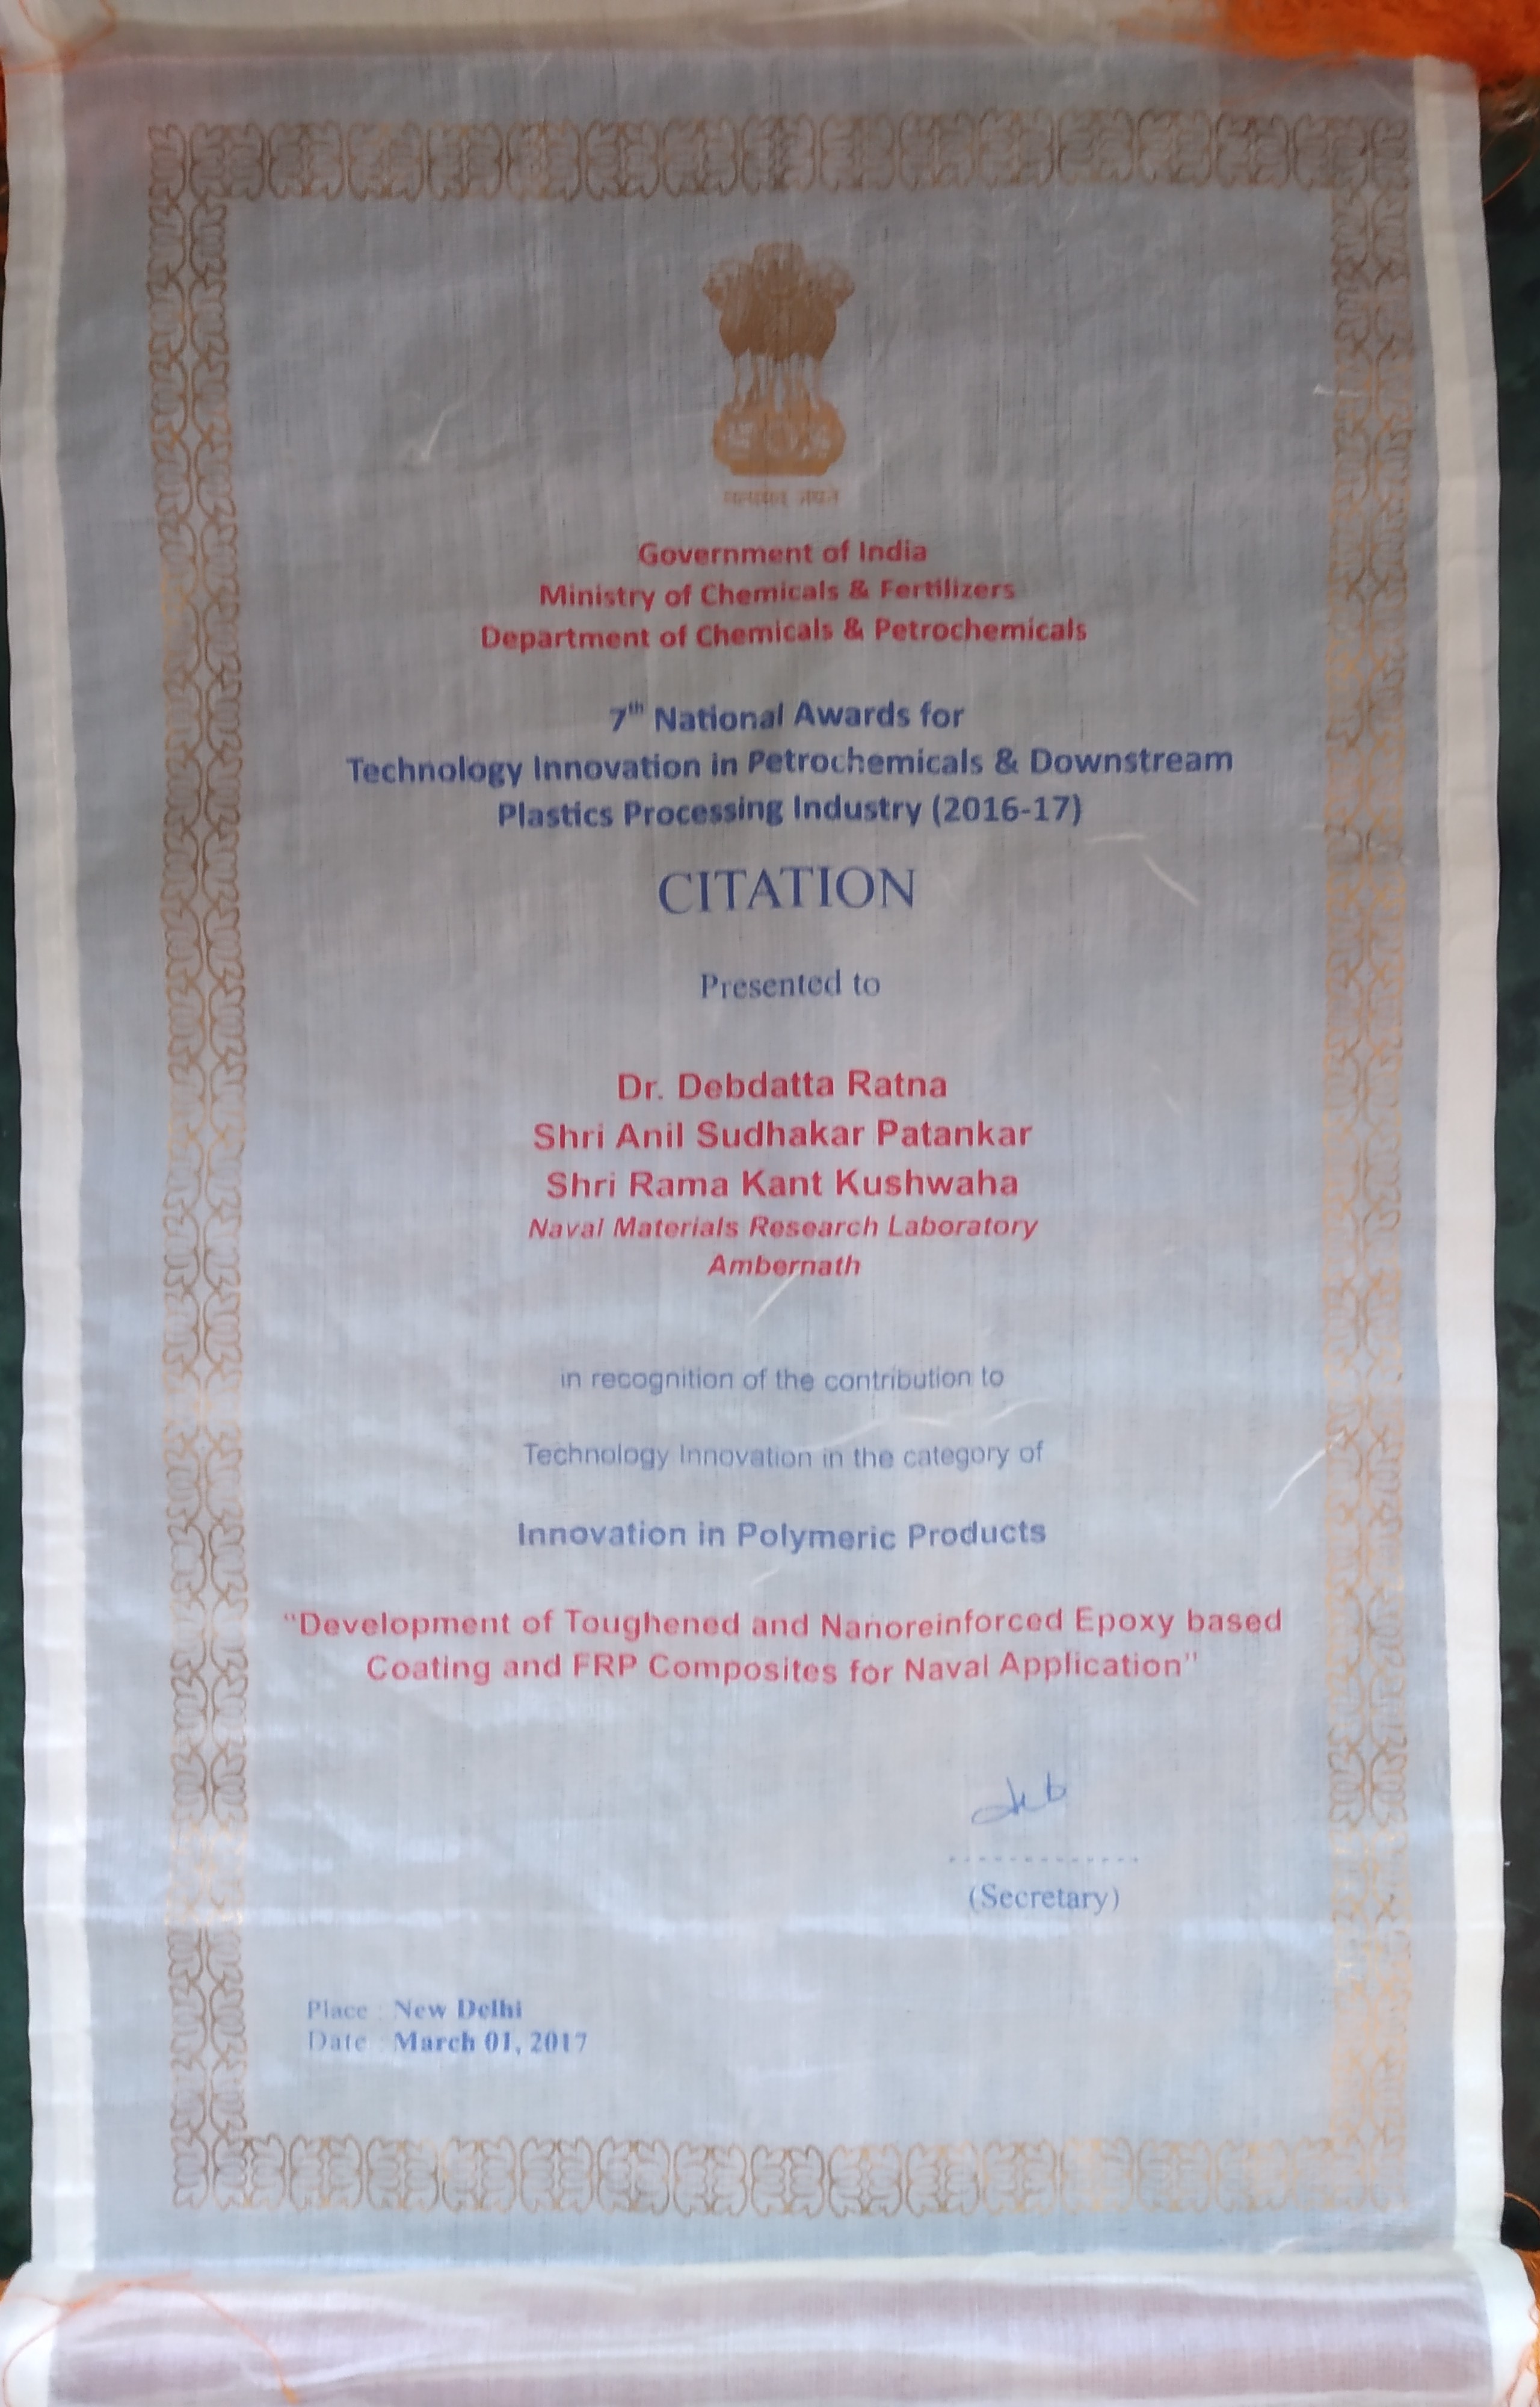 सत्यमेव जयते
Government of India
Ministry of Chemicals & Fertilizers
Department of Chemicals & Petrochemicals
7th National Awards for
Technology Innovation in Petrochemicals & Downstream
Plastics Processing Industry (2016-17)
CITATION
Presented to
Dr. Debdatta Ratna
Shri Anil Sudhakar Patankar
Shri Rama Kant Kushwaha
Naval Materials Research Laboratory
Ambernath
in recognition of the contribution to
Technology Innovation in the category of
Innovation in Polymeric Products
"Development of Toughened and Nanoreinforced Epoxy based
Coating and FRP Composites for Naval Application"
(Secretary)
Place : New Delhi
Date : March 01, 2017